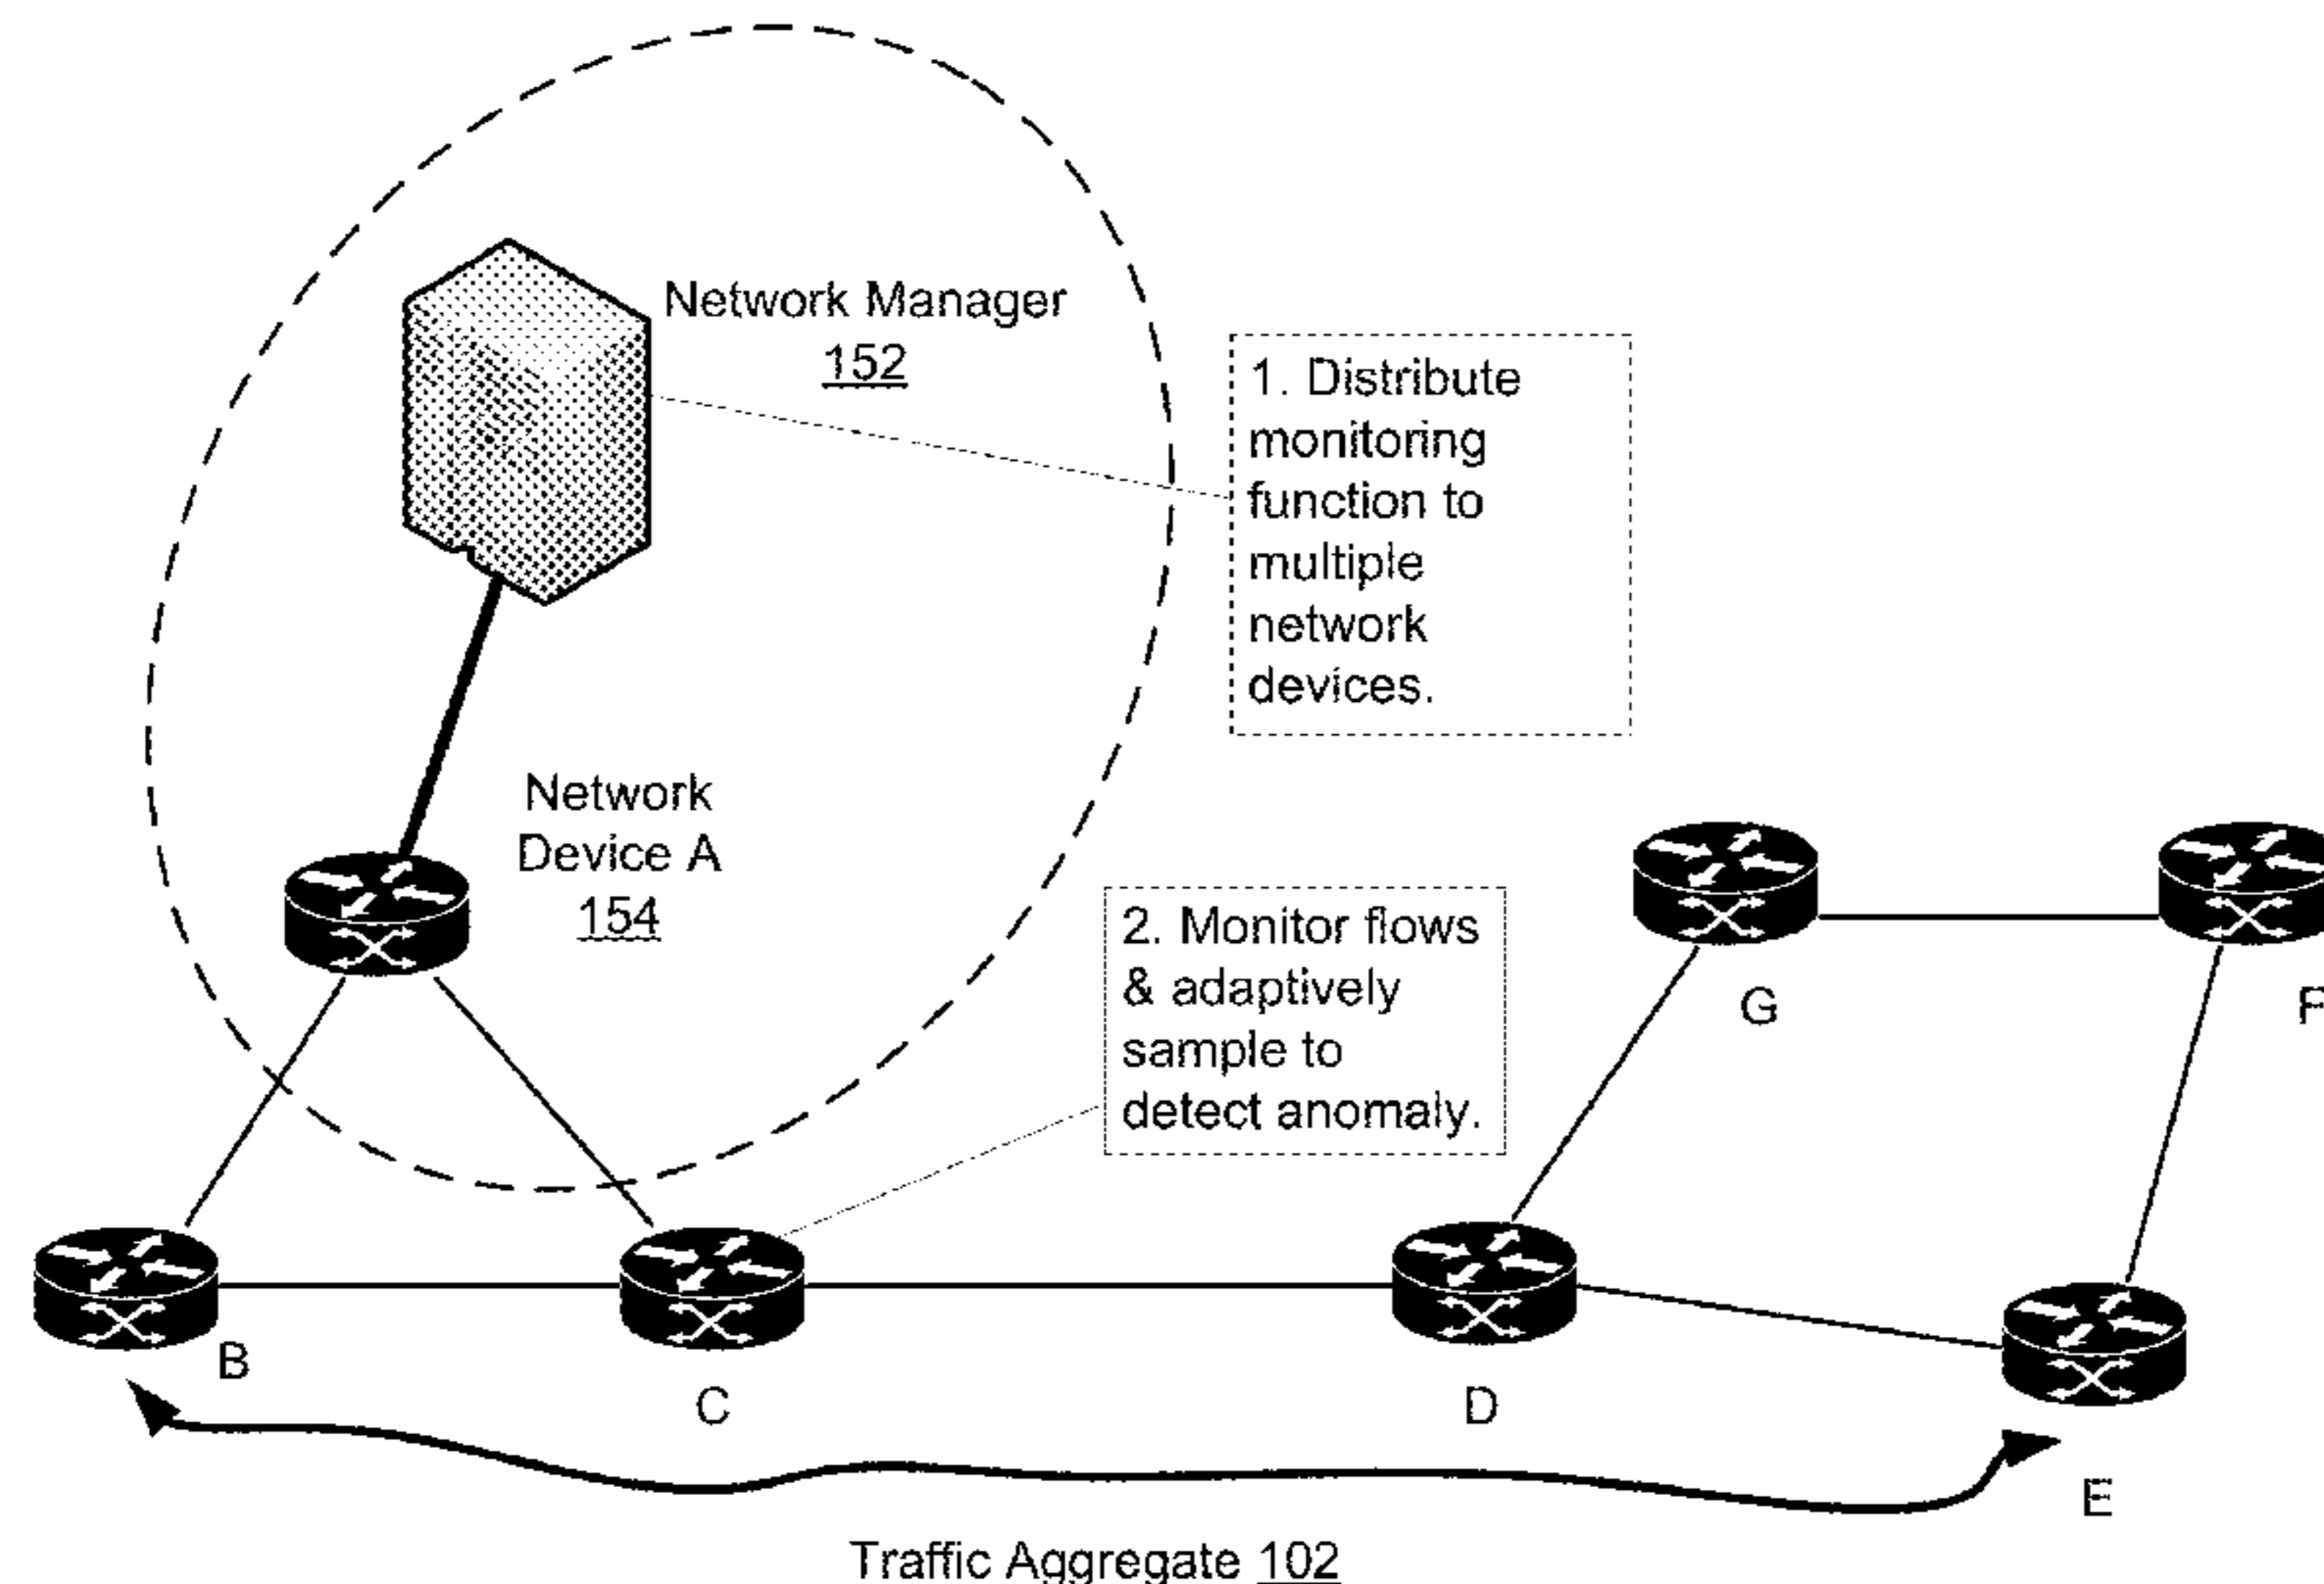 Network Manager
152
1. Distribute
monitoring
function to
multiple
network
devices.
Network
Device A
154
2. Monitor flows
& adaptively
sample to
detect anomaly.
G
F
B
C
D
E
Traffic Aggregate 102